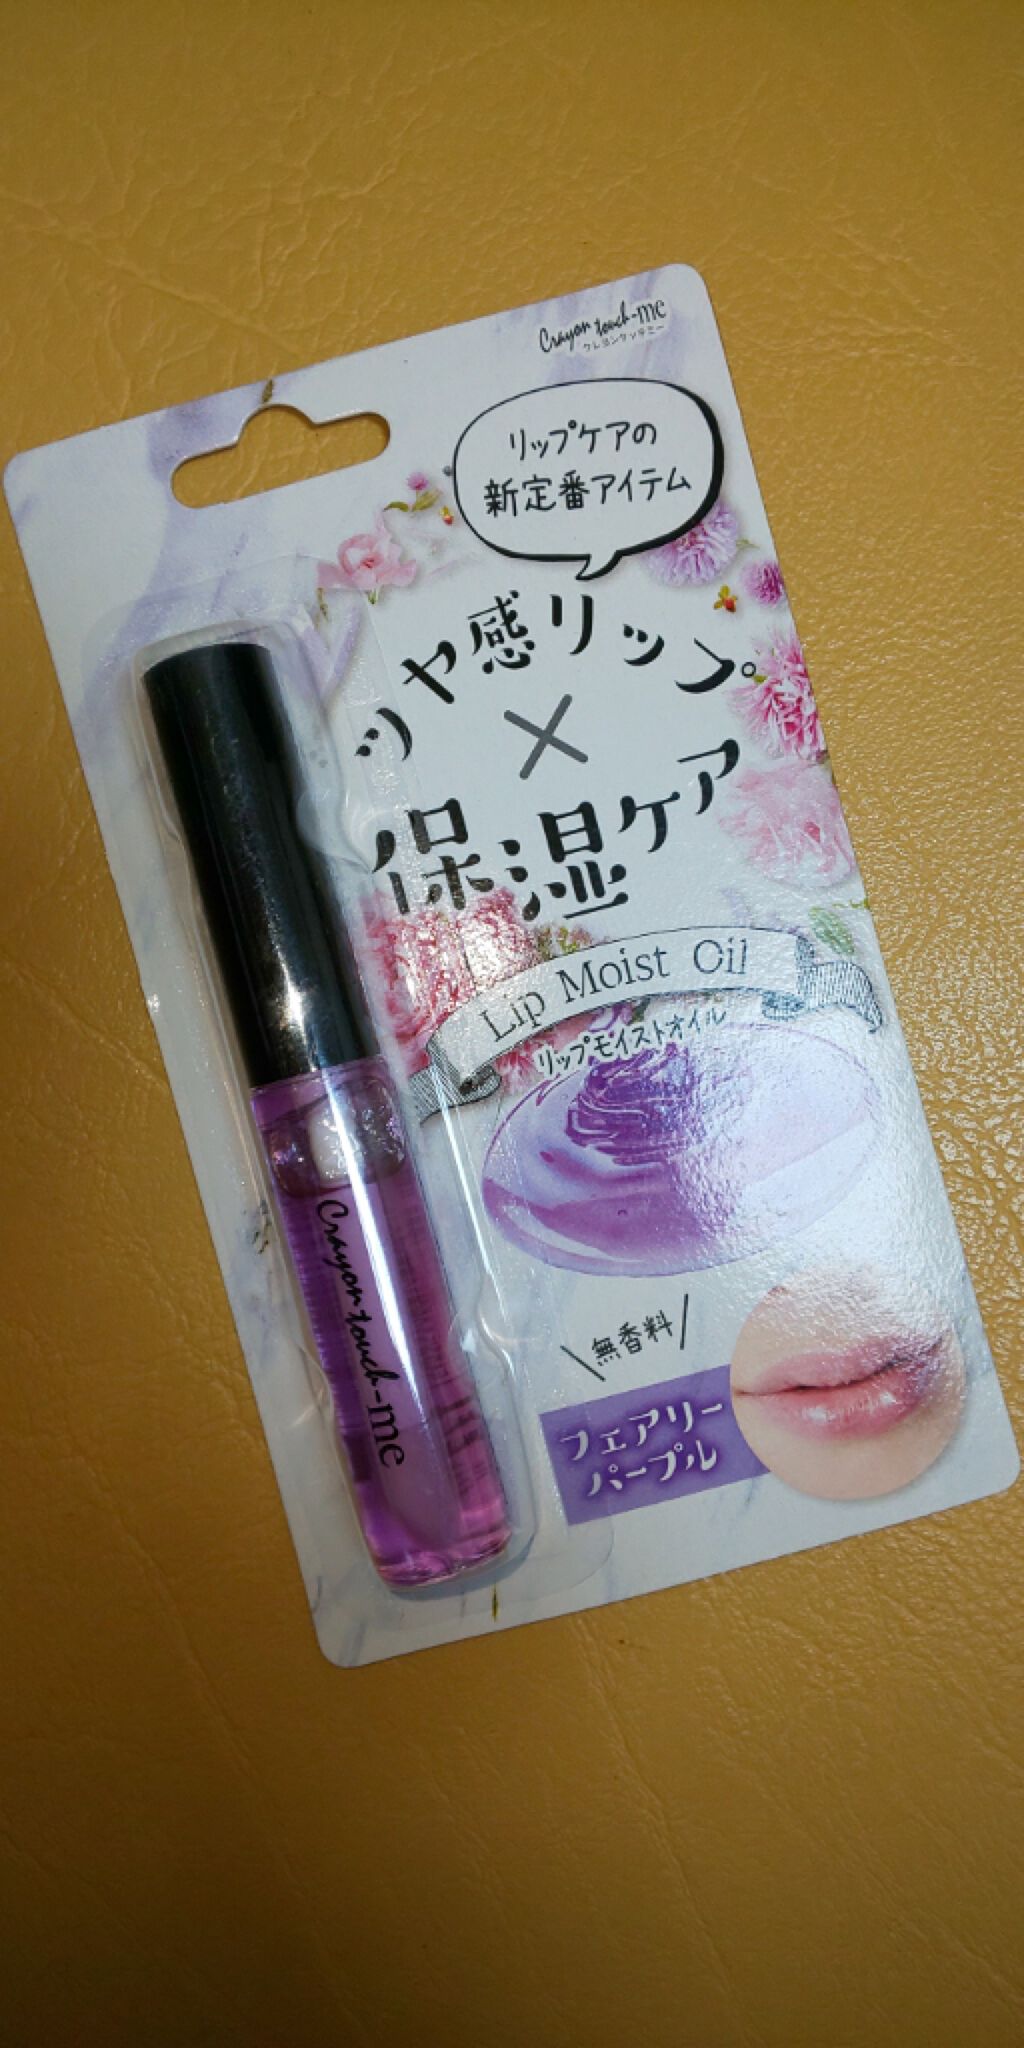 Crayon touch-me
クレヨンタッチミー
リップケアの
新定番アイテム
ツヤ感リップ
×
保湿ケア
Lip Moist Oil
リップモイストオイル
Crayon touch-me
\無香料/
フェアリー
パープル